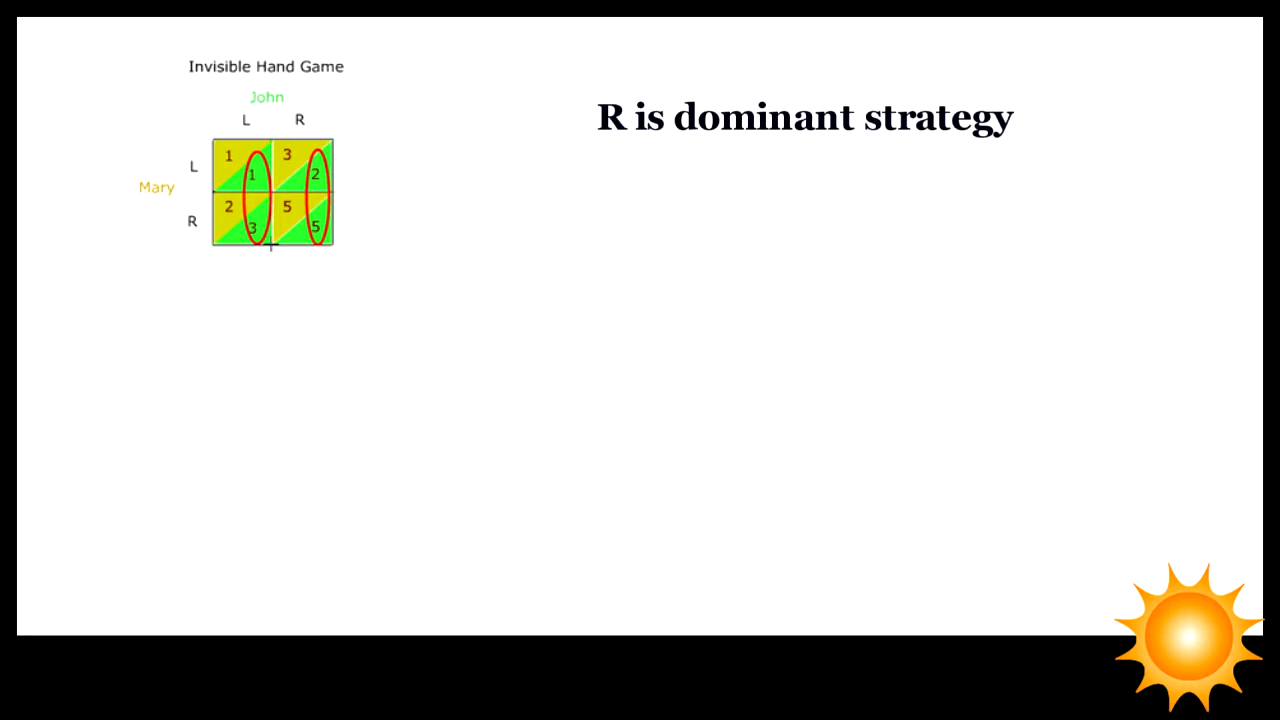 Invisible Hand Game
John
L R
1 3
L 1 2
Mary
2 5
R 3 5
R is dominant strategy